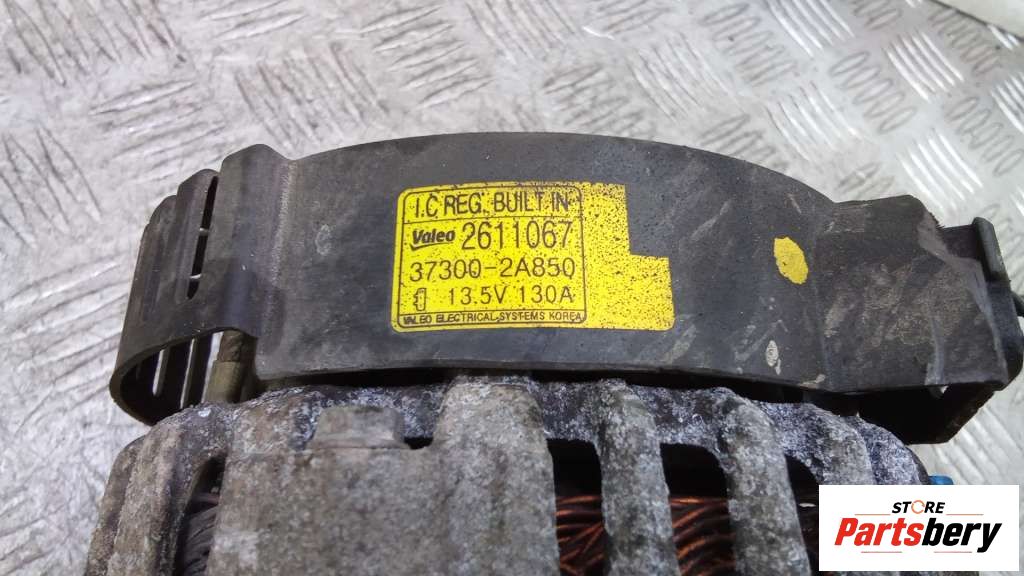 I.C REG. BUILT IN
Valeo 2611067
37300-2A850
13.5V 130A
VALEO ELECTRICAL SYSTEMS KOREA
STORE
Partsbery